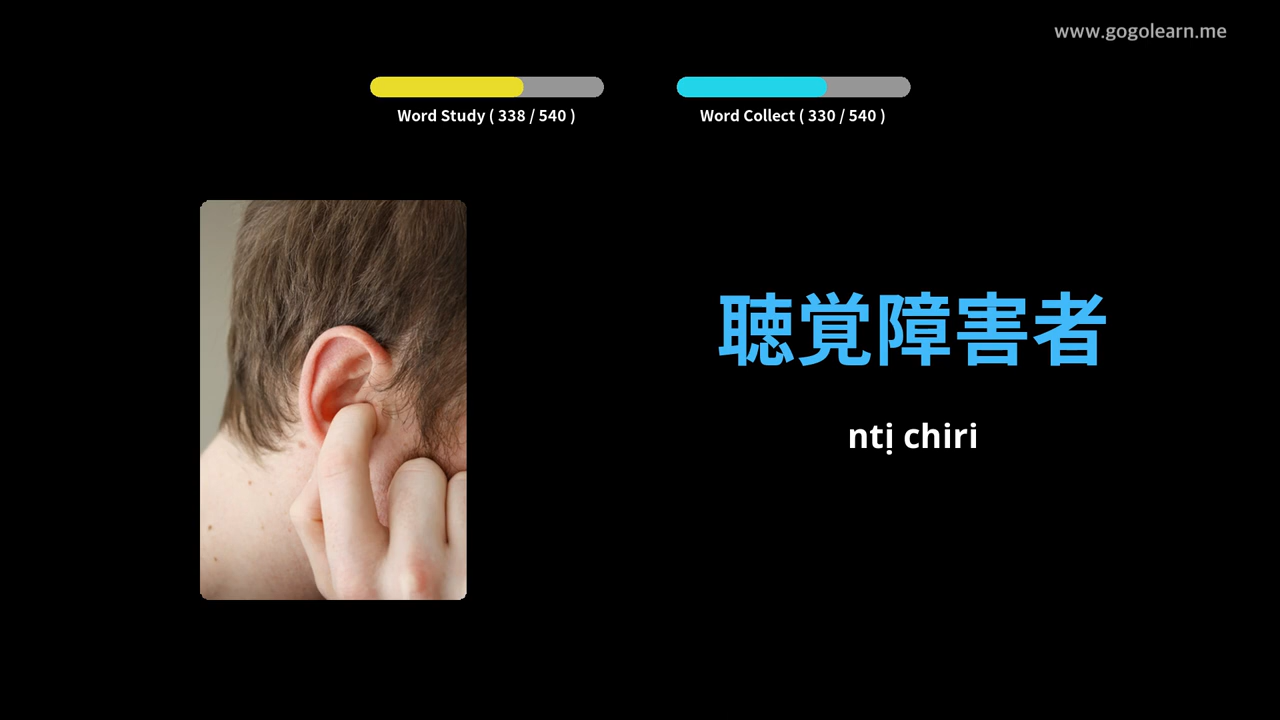 www.gogolearn.me
Word Study ( 338 / 540 )
Word Collect ( 330 / 540 )
聴覚障害者
ntị chiri